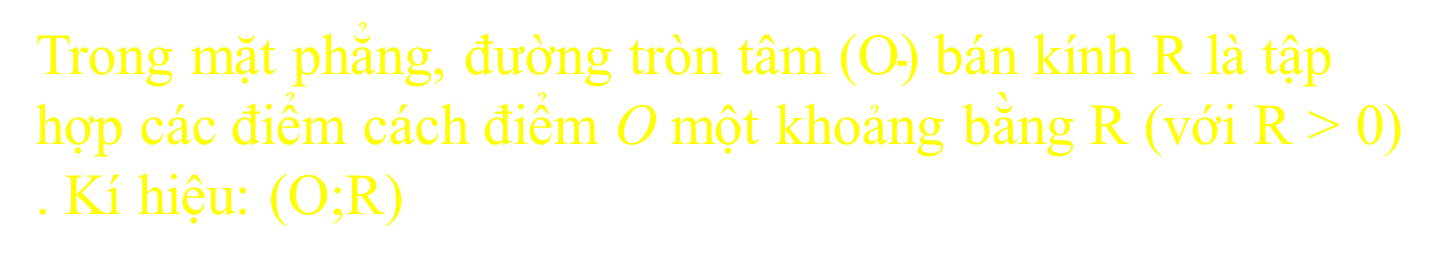 Trong mặt phẳng, đường tròn tâm (O-) bán kính R là tập
hợp các điểm cách điểm O một khoảng bằng R (với R > 0)
. Kí hiệu: (O;R)